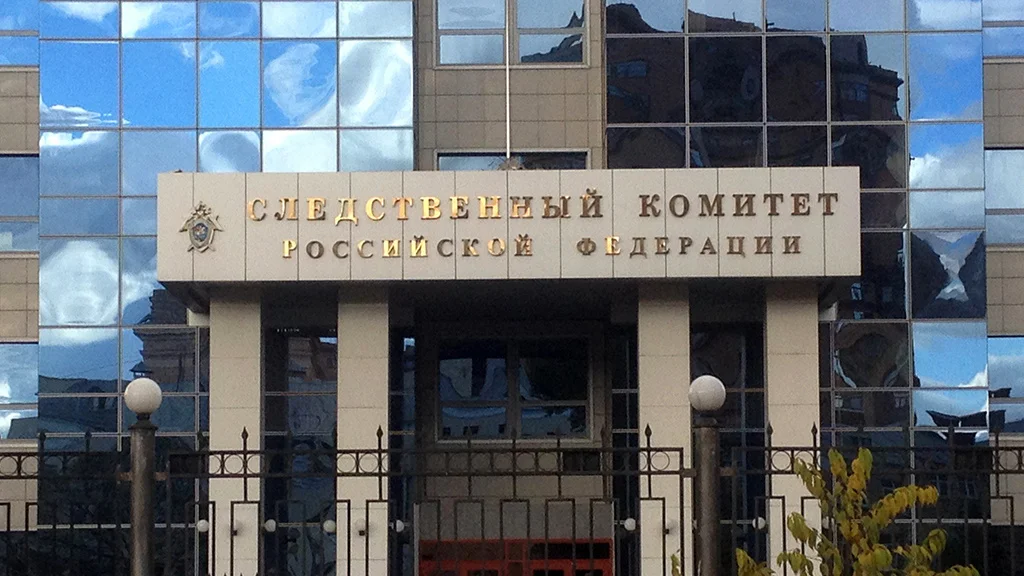 СЛЕДСТВЕННЫЙ КОМИТЕТ
РОССИЙСКОЙ ФЕДЕРАЦИИ